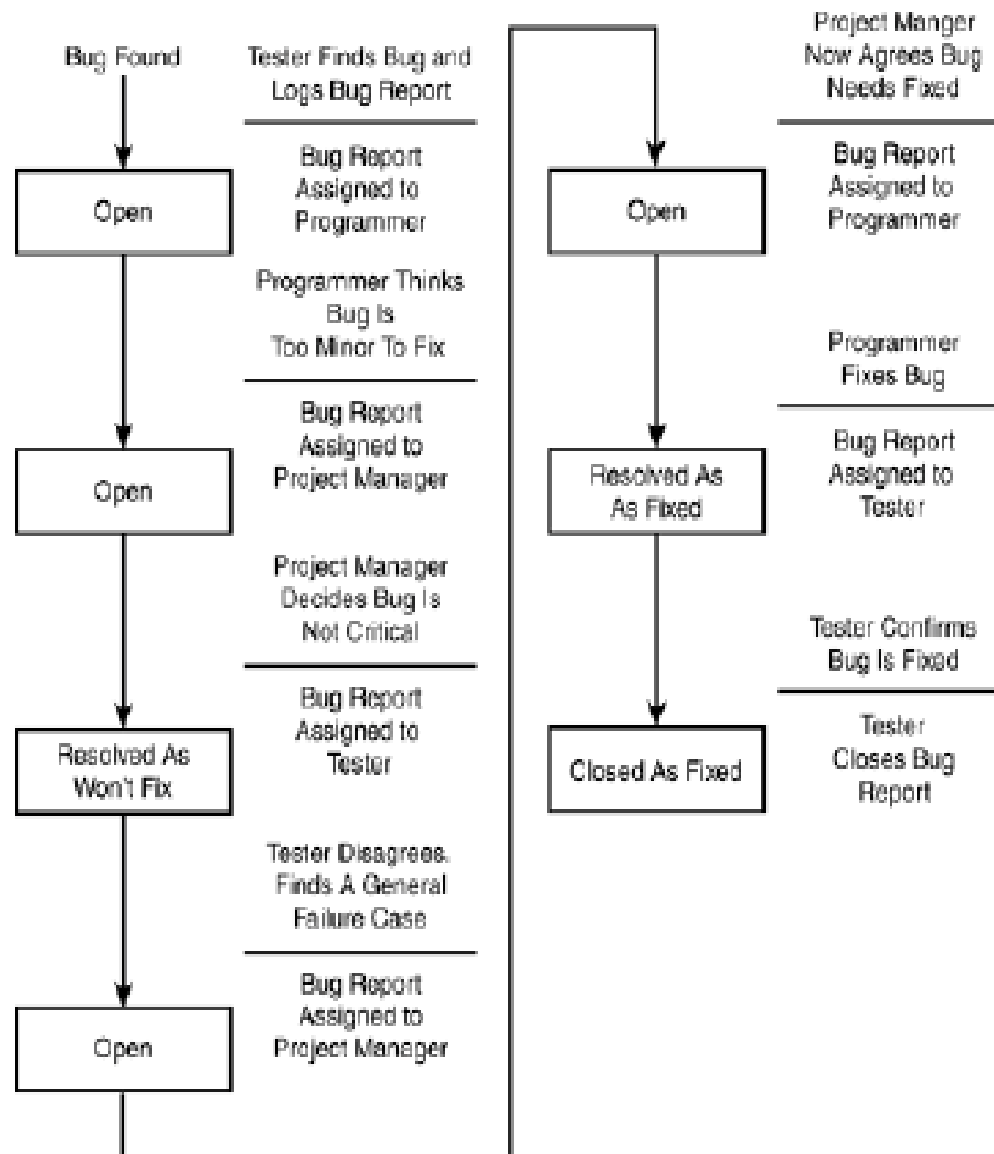 Bug Found
Tester Finds Bug and
Logs Bug Report
Open
Bug Report
Assigned to
Programmer
Programmer Thinks
Bug Is
Too Minor To Fix
Open
Bug Report
Assigned to
Project Manager
Project Manager
Decides Bug Is
Not Critical
Resolved As
Won't Fix
Bug Report
Assigned to
Tester
Tester Disagrees.
Finds A General
Failure Case
Open
Bug Report
Assigned to
Project Manager
Project Manger
Now Agrees Bug
Needs Fixed
Open
Bug Report
Assigned to
Programmer
Programmer
Fixes Bug
Resolved As
As Fixed
Bug Report
Assigned to
Tester
Tester Confirms
Bug Is Fixed
Closed As Fixed
Tester
Closes Bug
Report